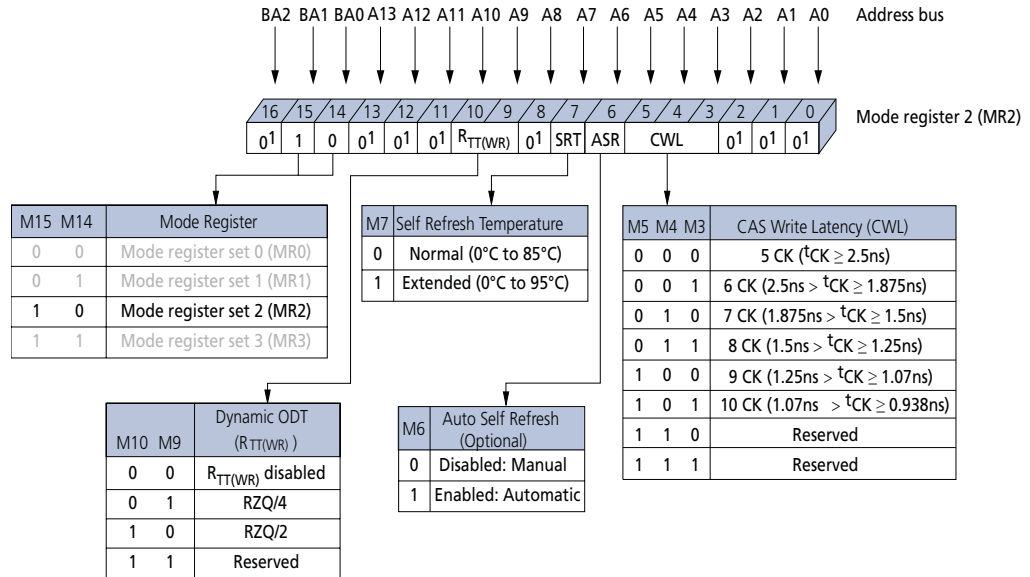 BA2 BA1 BA0 A13 A12 A11 A10 A9 A8 A7 A6 A5 A4 A3 A2 A1 A0 Address bus
16 15 14 13 12 11 10 9 8 7 6 5 4 3 2 1 0 Mode register 2 (MR2)
0¹ 1 0 0¹ 0¹ 0¹ RTT(WR) 0¹ SRT ASR CWL 0¹ 0¹ 0¹
M15 M14 Mode Register
0 0 Mode register set 0 (MR0)
0 1 Mode register set 1 (MR1)
1 0 Mode register set 2 (MR2)
1 1 Mode register set 3 (MR3)
M7 Self Refresh Temperature
0 Normal (0°C to 85°C)
1 Extended (0°C to 95°C)
M5 M4 M3 CAS Write Latency (CWL)
0 0 0 5 CK (tCK ≥ 2.5ns)
0 0 1 6 CK (2.5ns > tCK ≥ 1.875ns)
0 1 0 7 CK (1.875ns > tCK ≥ 1.5ns)
0 1 1 8 CK (1.5ns > tCK ≥ 1.25ns)
1 0 0 9 CK (1.25ns > tCK ≥ 1.07ns)
1 0 1 10 CK (1.07ns > tCK ≥ 0.938ns)
1 1 0 Reserved
1 1 1 Reserved
Dynamic ODT
M10 M9 (RTT(WR) )
0 0 RTT(WR) disabled
0 1 RZQ/4
1 0 RZQ/2
1 1 Reserved
M6 Auto Self Refresh
(Optional)
0 Disabled: Manual
1 Enabled: Automatic